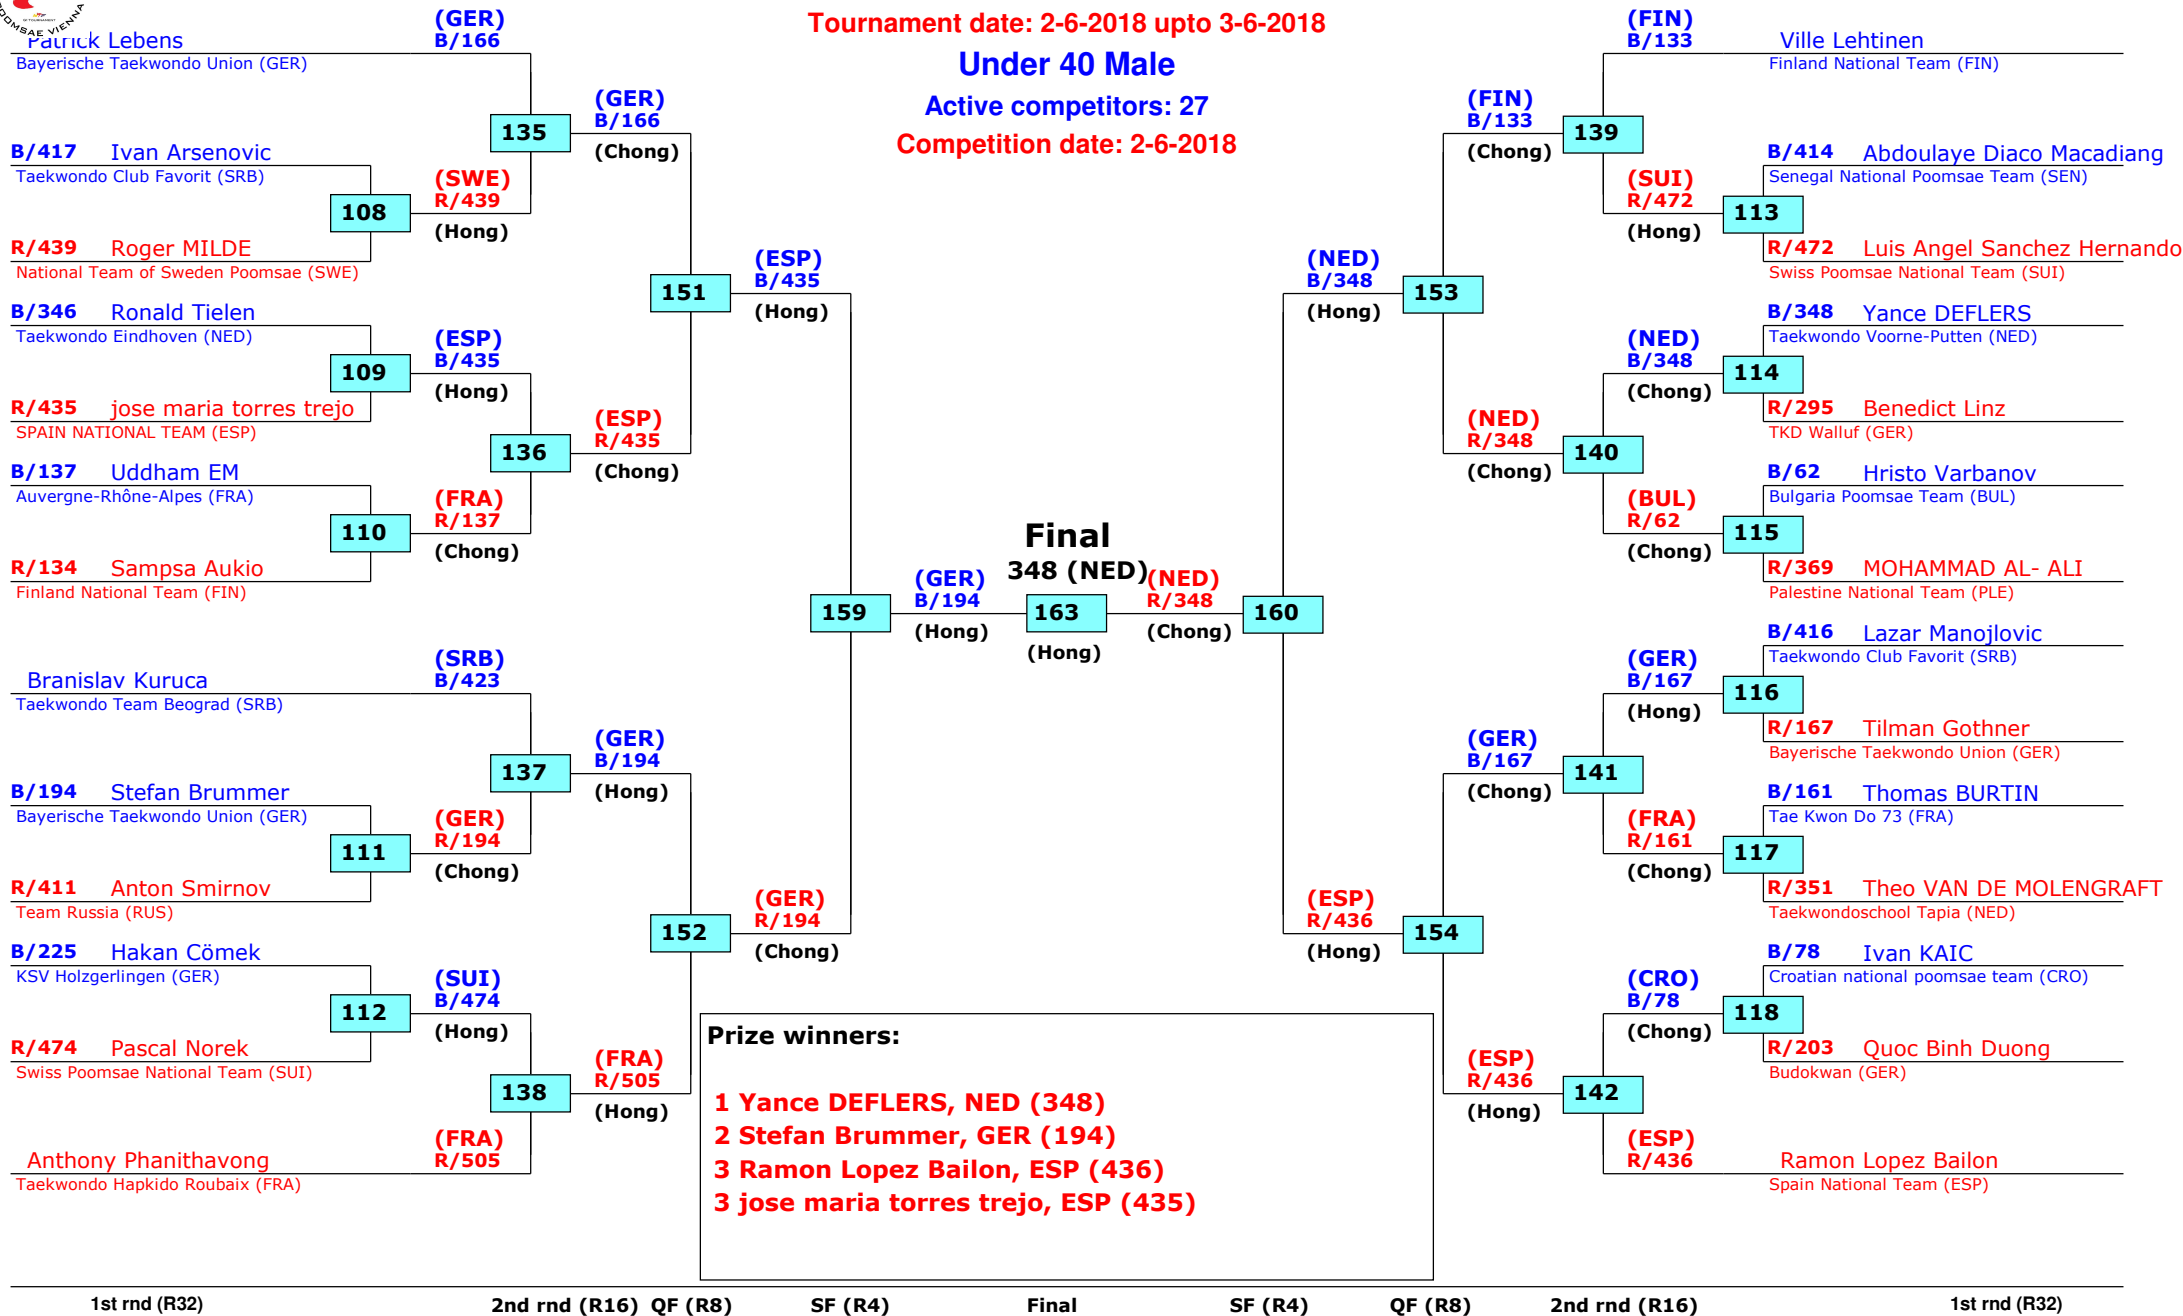 POOMSAE VIENNA
Tournament date: 2-6-2018 upto 3-6-2018
Under 40 Male
Active competitors: 27
Competition date: 2-6-2018
Patrick Lebens
Bayerische Taekwondo Union (GER)
B/417 Ivan Arsenovic
Taekwondo Club Favorit (SRB)
R/439 Roger MILDE
National Team of Sweden Poomsae (SWE)
B/346 Ronald Tielen
Taekwondo Eindhoven (NED)
R/435 jose maria torres trejo
SPAIN NATIONAL TEAM (ESP)
B/137 Uddham EM
Auvergne-Rhône-Alpes (FRA)
R/134 Sampsa Aukio
Finland National Team (FIN)
Branislav Kuruca
Taekwondo Team Beograd (SRB)
B/194 Stefan Brummer
Bayerische Taekwondo Union (GER)
R/411 Anton Smirnov
Team Russia (RUS)
B/225 Hakan Cömek
KSV Holzgerlingen (GER)
R/474 Pascal Norek
Swiss Poomsae National Team (SUI)
Anthony Phanithavong
Taekwondo Hapkido Roubaix (FRA)
108
109
110
111
112
(GER)
B/166
(SWE)
R/439
(Hong)
(ESP)
B/435
(Hong)
(FRA)
R/137
(Chong)
(SRB)
B/423
(GER)
R/194
(Chong)
(SUI)
B/474
(Hong)
(FRA)
R/505
135
136
137
138
(GER)
B/166
(Chong)
(ESP)
R/435
(Chong)
(GER)
B/194
(Hong)
(FRA)
R/505
(Hong)
151
152
(ESP)
B/435
(Hong)
(GER)
R/194
(Chong)
159
(GER)
B/194
(Hong)
Final
348 (NED)
163
(Hong)
(NED)
R/348
(Chong)
160
(NED)
B/348
(Hong)
(ESP)
R/436
(Hong)
153
154
(FIN)
B/133
(Chong)
(NED)
R/348
(Chong)
(GER)
B/167
(Chong)
(ESP)
R/436
(Hong)
139
140
141
142
(FIN)
B/133
(SUI)
R/472
(Hong)
(NED)
B/348
(Chong)
(BUL)
R/62
(Chong)
(GER)
B/167
(Hong)
(FRA)
R/161
(Chong)
(CRO)
B/78
(Chong)
(ESP)
R/436
113
114
115
116
117
118
Ville Lehtinen
Finland National Team (FIN)
B/414 Abdoulaye Diaco Macadiang
Senegal National Poomsae Team (SEN)
R/472 Luis Angel Sanchez Hernando
Swiss Poomsae National Team (SUI)
B/348 Yance DEFLERS
Taekwondo Voorne-Putten (NED)
R/295 Benedict Linz
TKD Walluf (GER)
B/62 Hristo Varbanov
Bulgaria Poomsae Team (BUL)
R/369 MOHAMMAD AL- ALI
Palestine National Team (PLE)
B/416 Lazar Manojlovic
Taekwondo Club Favorit (SRB)
R/167 Tilman Gothner
Bayerische Taekwondo Union (GER)
B/161 Thomas BURTIN
Tae Kwon Do 73 (FRA)
R/351 Theo VAN DE MOLENGRAFT
Taekwondoschool Tapia (NED)
B/78 Ivan KAIC
Croatian national poomsae team (CRO)
R/203 Quoc Binh Duong
Budokwan (GER)
Ramon Lopez Bailon
Spain National Team (ESP)
Prize winners:
1 Yance DEFLERS, NED (348)
2 Stefan Brummer, GER (194)
3 Ramon Lopez Bailon, ESP (436)
3 jose maria torres trejo, ESP (435)
1st rnd (R32) 2nd rnd (R16) QF (R8) SF (R4) Final SF (R4) QF (R8) 2nd rnd (R16) 1st rnd (R32)